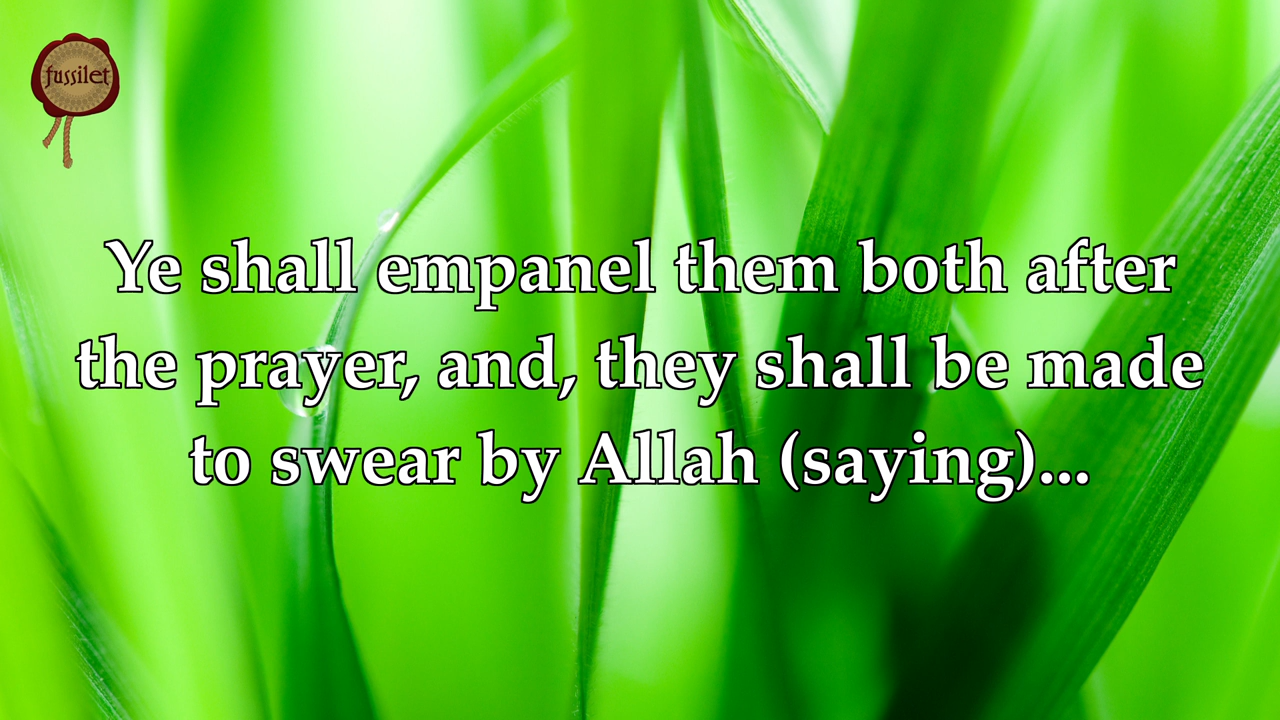 fussilet
Ye shall empanel them both after
the prayer, and, they shall be made
to swear by Allah (saying)...